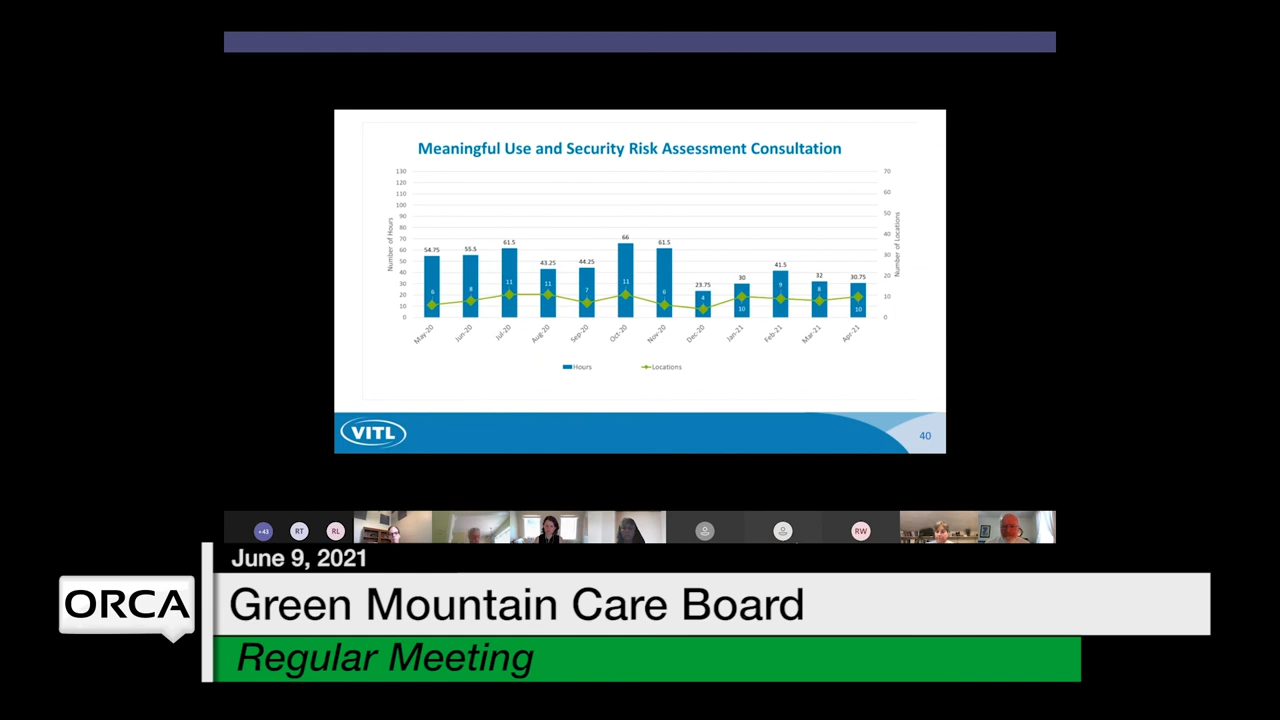 Meaningful Use and Security Risk Assessment Consultation
130
120
110
100
90
80
70
60
50
40
30
20
10
0
Number of Hours
70
60
50
40
30
20
10
0
Number of Locations
54.75
55.5
61.5
43.25
44.25
66
61.5
23.75
30
41.5
32
30.75
6
8
11
11
7
11
6
4
10
9
8
10
May-20
Jun-20
Jul-20
Aug-20
Sep-20
Oct-20
Nov-20
Dec-20
Jan-21
Feb-21
Mar-21
Apr-21
Hours
Locations
VITL
40
+43
RT
RL
RW
June 9, 2021
ORCA
Green Mountain Care Board
Regular Meeting